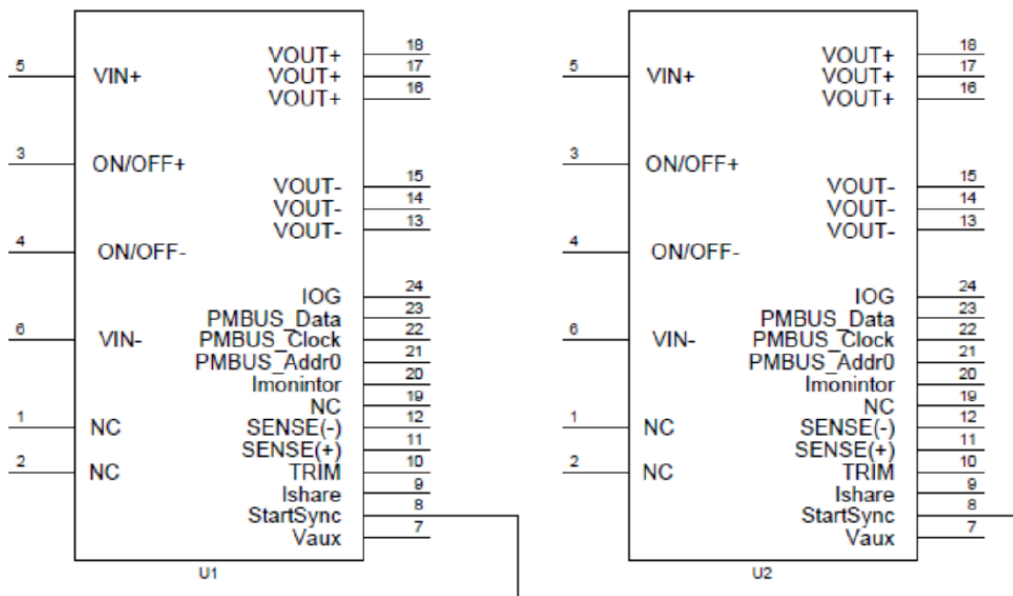 18
VOUT+
17
5
VIN+
VOUT+
16
VOUT+
3
ON/OFF+
15
VOUT-
14
VOUT-
13
VOUT-
4
ON/OFF-
24
IOG
23
PMBUS_Data
22
6
VIN-
PMBUS_Clock
21
PMBUS_Addr0
20
Imonintor
19
NC
12
1
NC
SENSE(-)
11
SENSE(+)
10
2
NC
TRIM
9
Ishare
8
StartSync
7
Vaux
U1
18
VOUT+
17
5
VIN+
VOUT+
16
VOUT+
3
ON/OFF+
15
VOUT-
14
VOUT-
13
VOUT-
4
ON/OFF-
24
IOG
23
PMBUS_Data
22
6
VIN-
PMBUS_Clock
21
PMBUS_Addr0
20
Imonintor
19
NC
12
1
NC
SENSE(-)
11
SENSE(+)
10
2
NC
TRIM
9
Ishare
8
StartSync
7
Vaux
U2